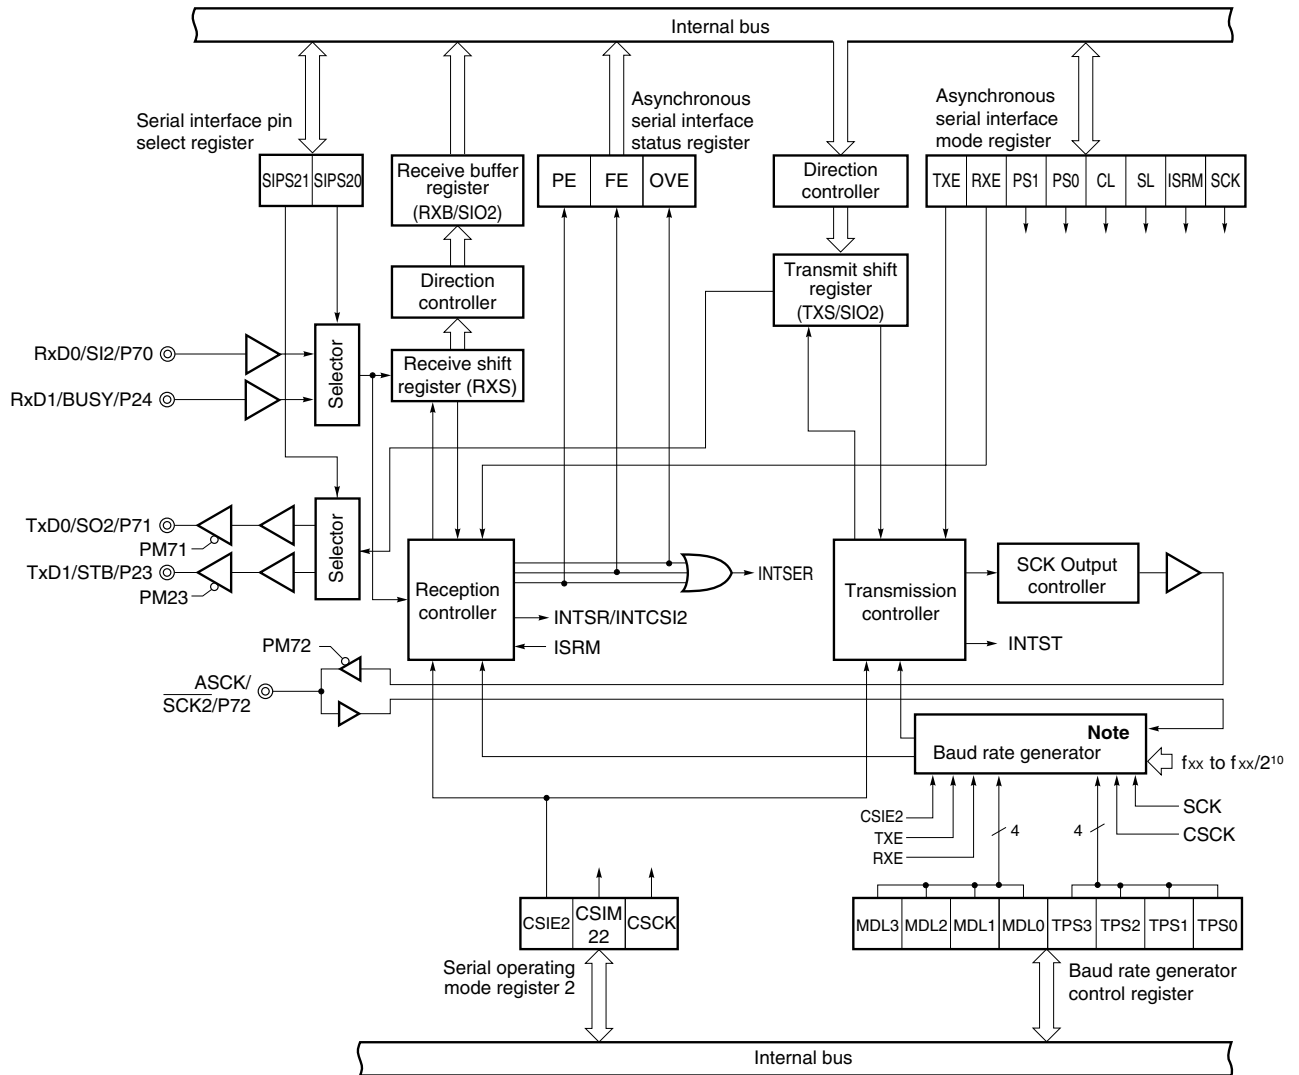 Internal bus
Serial interface pin
select register
Asynchronous
serial interface
status register
Asynchronous
serial interface
mode register
SIPS21 SIPS20
Receive buffer
register
(RXB/SIO2)
PE FE OVE
Direction
controller
TXE RXE PS1 PS0 CL SL ISRM SCK
Direction
controller
Transmit shift
register
(TXS/SIO2)
RxD0/SI2/P70
RxD1/BUSY/P24
Selector
Receive shift
register (RXS)
TxD0/SO2/P71
PM71
TxD1/STB/P23
PM23
Selector
Reception
controller
INTSER
INTSR/INTCSI2
ISRM
Transmission
controller
SCK Output
controller
INTST
PM72
ASCK/
SCK2/P72
Note
Baud rate generator
fxx to fxx/2¹⁰
CSIE2
TXE
RXE
4
4
SCK
CSCK
CSIE2 CSIM22 CSCK
MDL3 MDL2 MDL1 MDL0 TPS3 TPS2 TPS1 TPS0
Serial operating
mode register 2
Baud rate generator
control register
Internal bus